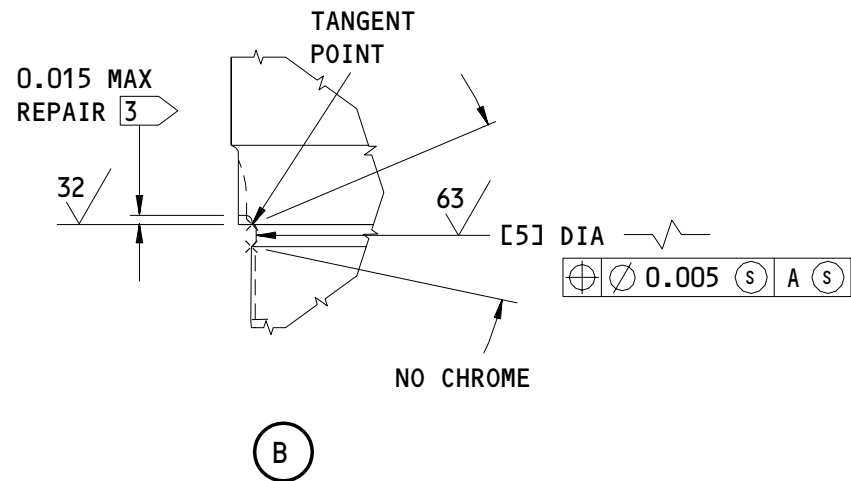 TANGENT
POINT
0.015 MAX
REPAIR 3
32
63
[5] DIA
⌖ ⌀ 0.005 Ⓢ A Ⓢ
NO CHROME
B